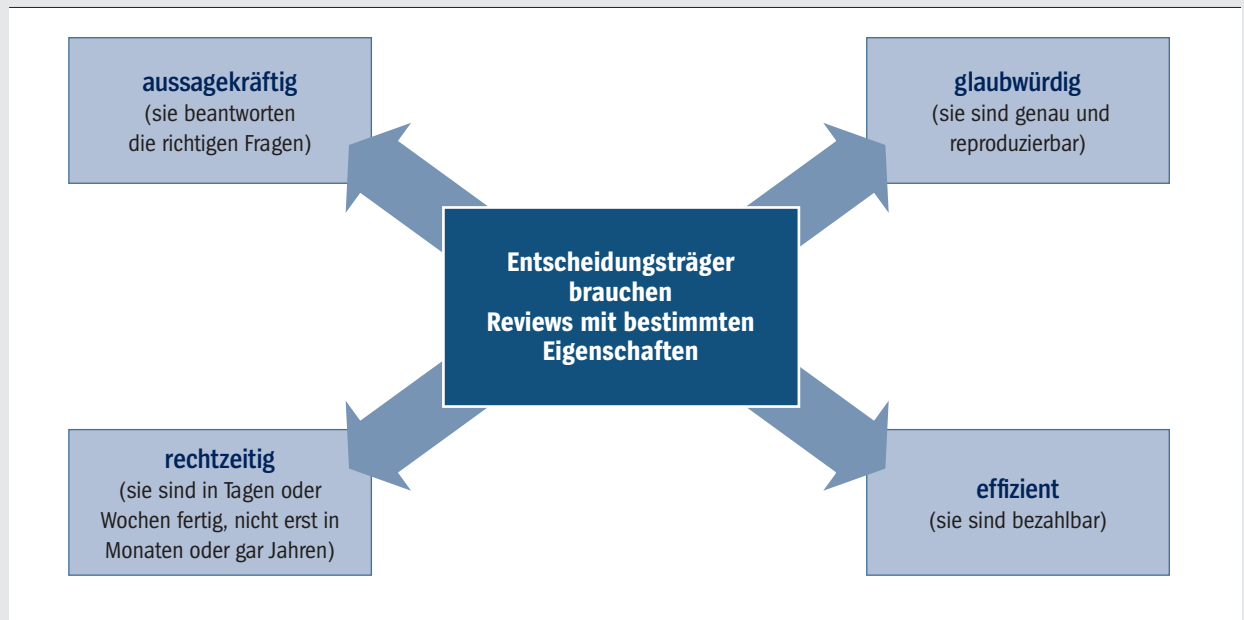 aussagekräftig
(sie beantworten
die richtigen Fragen)
glaubwürdig
(sie sind genau und
reproduzierbar)
Entscheidungsträger
brauchen
Reviews mit bestimmten
Eigenschaften
rechtzeitig
(sie sind in Tagen oder
Wochen fertig, nicht erst in
Monaten oder gar Jahren)
effizient
(sie sind bezahlbar)